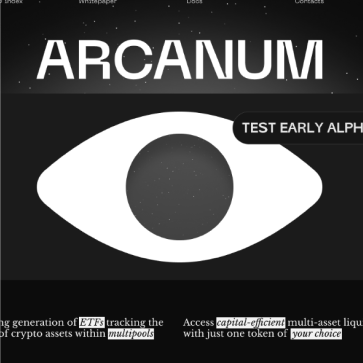 Index
Whitepaper
Docs
Contacts
ARCANUM
TEST EARLY ALPH
ng generation of ETFs tracking the
of crypto assets within multipools
Access capital-efficient multi-asset liqu
with just one token of your choice